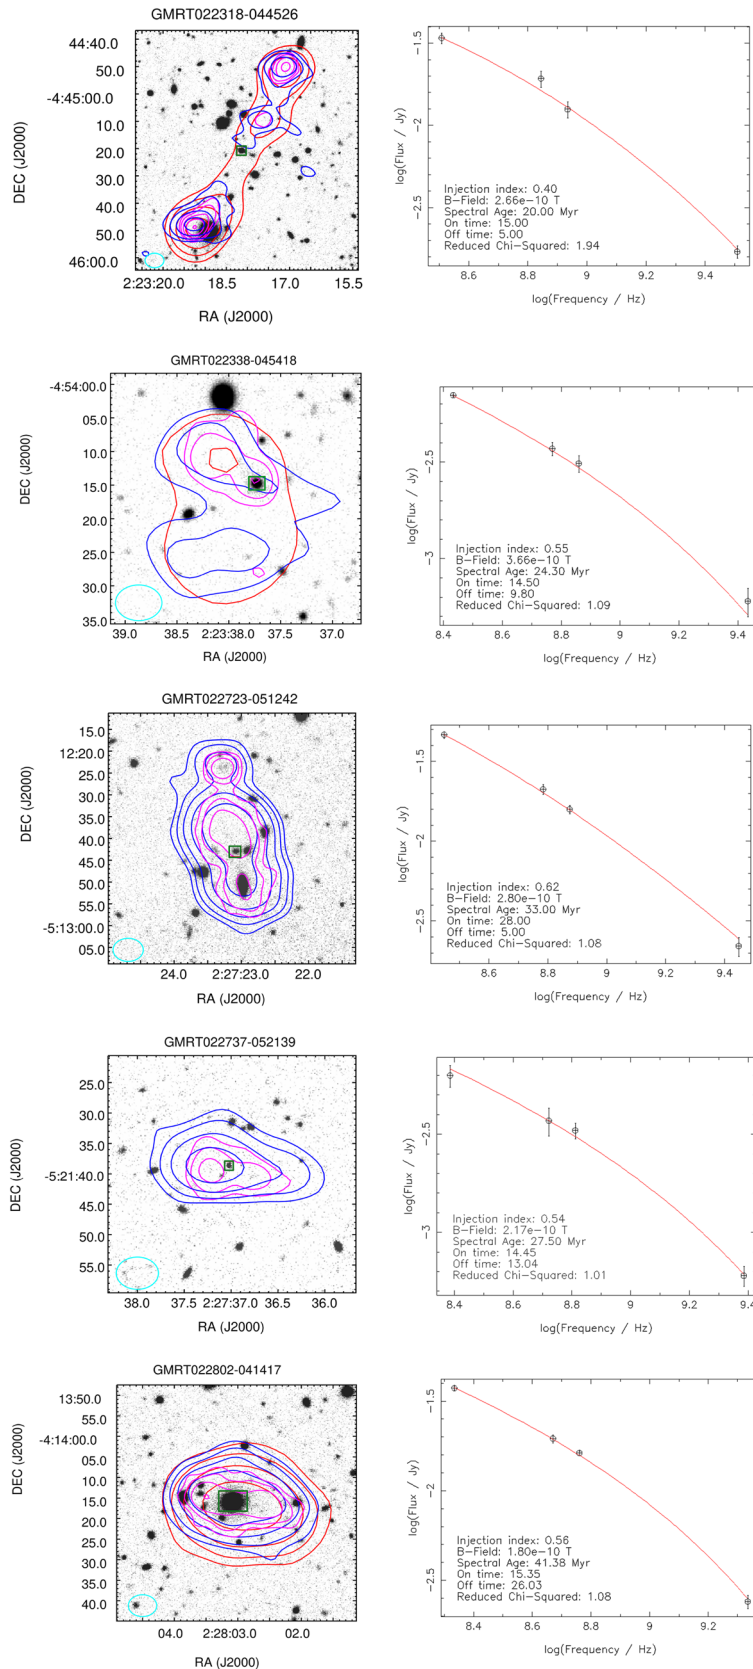 GMRT022318-044526
44:40.0
50.0
-4:45:00.0
10.0
20.0
30.0
40.0
50.0
46:00.0
DEC (J2000)
2:23:20.0 18.5 17.0 15.5
RA (J2000)
-1.5
-2
-2.5
log(Flux / Jy)
Injection index: 0.40
B-Field: 2.66e-10 T
Spectral Age: 20.00 Myr
On time: 15.00
Off time: 5.00
Reduced Chi-Squared: 1.94
8.6 8.8 9 9.2 9.4
log(Frequency / Hz)
GMRT022338-045418
-4:54:00.0
05.0
10.0
15.0
20.0
25.0
30.0
35.0
DEC (J2000)
39.0 38.5 2:23:38.0 37.5 37.0
RA (J2000)
-2.5
-3
log(Flux / Jy)
Injection index: 0.55
B-Field: 3.66e-10 T
Spectral Age: 24.30 Myr
On time: 14.50
Off time: 9.80
Reduced Chi-Squared: 1.09
8.4 8.6 8.8 9 9.2 9.4
log(Frequency / Hz)
GMRT022723-051242
15.0
12:20.0
25.0
30.0
35.0
40.0
45.0
50.0
55.0
-5:13:00.0
05.0
DEC (J2000)
24.0 2:27:23.0 22.0
RA (J2000)
-1.5
-2
-2.5
log(Flux / Jy)
Injection index: 0.62
B-Field: 2.80e-10 T
Spectral Age: 33.00 Myr
On time: 28.00
Off time: 5.00
Reduced Chi-Squared: 1.08
8.6 8.8 9 9.2 9.4
log(Frequency / Hz)
GMRT022737-052139
25.0
30.0
35.0
-5:21:40.0
45.0
50.0
55.0
DEC (J2000)
38.0 37.5 2:27:37.0 36.5 36.0
RA (J2000)
-2.5
-3
log(Flux / Jy)
Injection index: 0.54
B-Field: 2.17e-10 T
Spectral Age: 27.50 Myr
On time: 14.45
Off time: 13.04
Reduced Chi-Squared: 1.01
8.4 8.6 8.8 9 9.2 9.4
log(Frequency / Hz)
GMRT022802-041417
13:50.0
55.0
-4:14:00.0
05.0
10.0
15.0
20.0
25.0
30.0
35.0
40.0
DEC (J2000)
04.0 2:28:03.0 02.0
RA (J2000)
-1.5
-2
-2.5
log(Flux / Jy)
Injection index: 0.56
B-Field: 1.80e-10 T
Spectral Age: 41.38 Myr
On time: 15.35
Off time: 26.03
Reduced Chi-Squared: 1.08
8.4 8.6 8.8 9 9.2
log(Frequency / Hz)